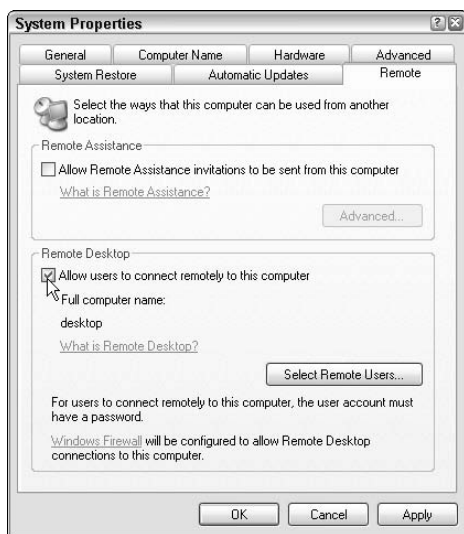 System Properties
General
Computer Name
Hardware
Advanced
System Restore
Automatic Updates
Remote
Select the ways that this computer can be used from another
location.
Remote Assistance
Allow Remote Assistance invitations to be sent from this computer
What is Remote Assistance?
Advanced...
Remote Desktop
Allow users to connect remotely to this computer
Full computer name:
desktop
What is Remote Desktop?
Select Remote Users...
For users to connect remotely to this computer, the user account must
have a password.
Windows Firewall will be configured to allow Remote Desktop
connections to this computer.
OK
Cancel
Apply